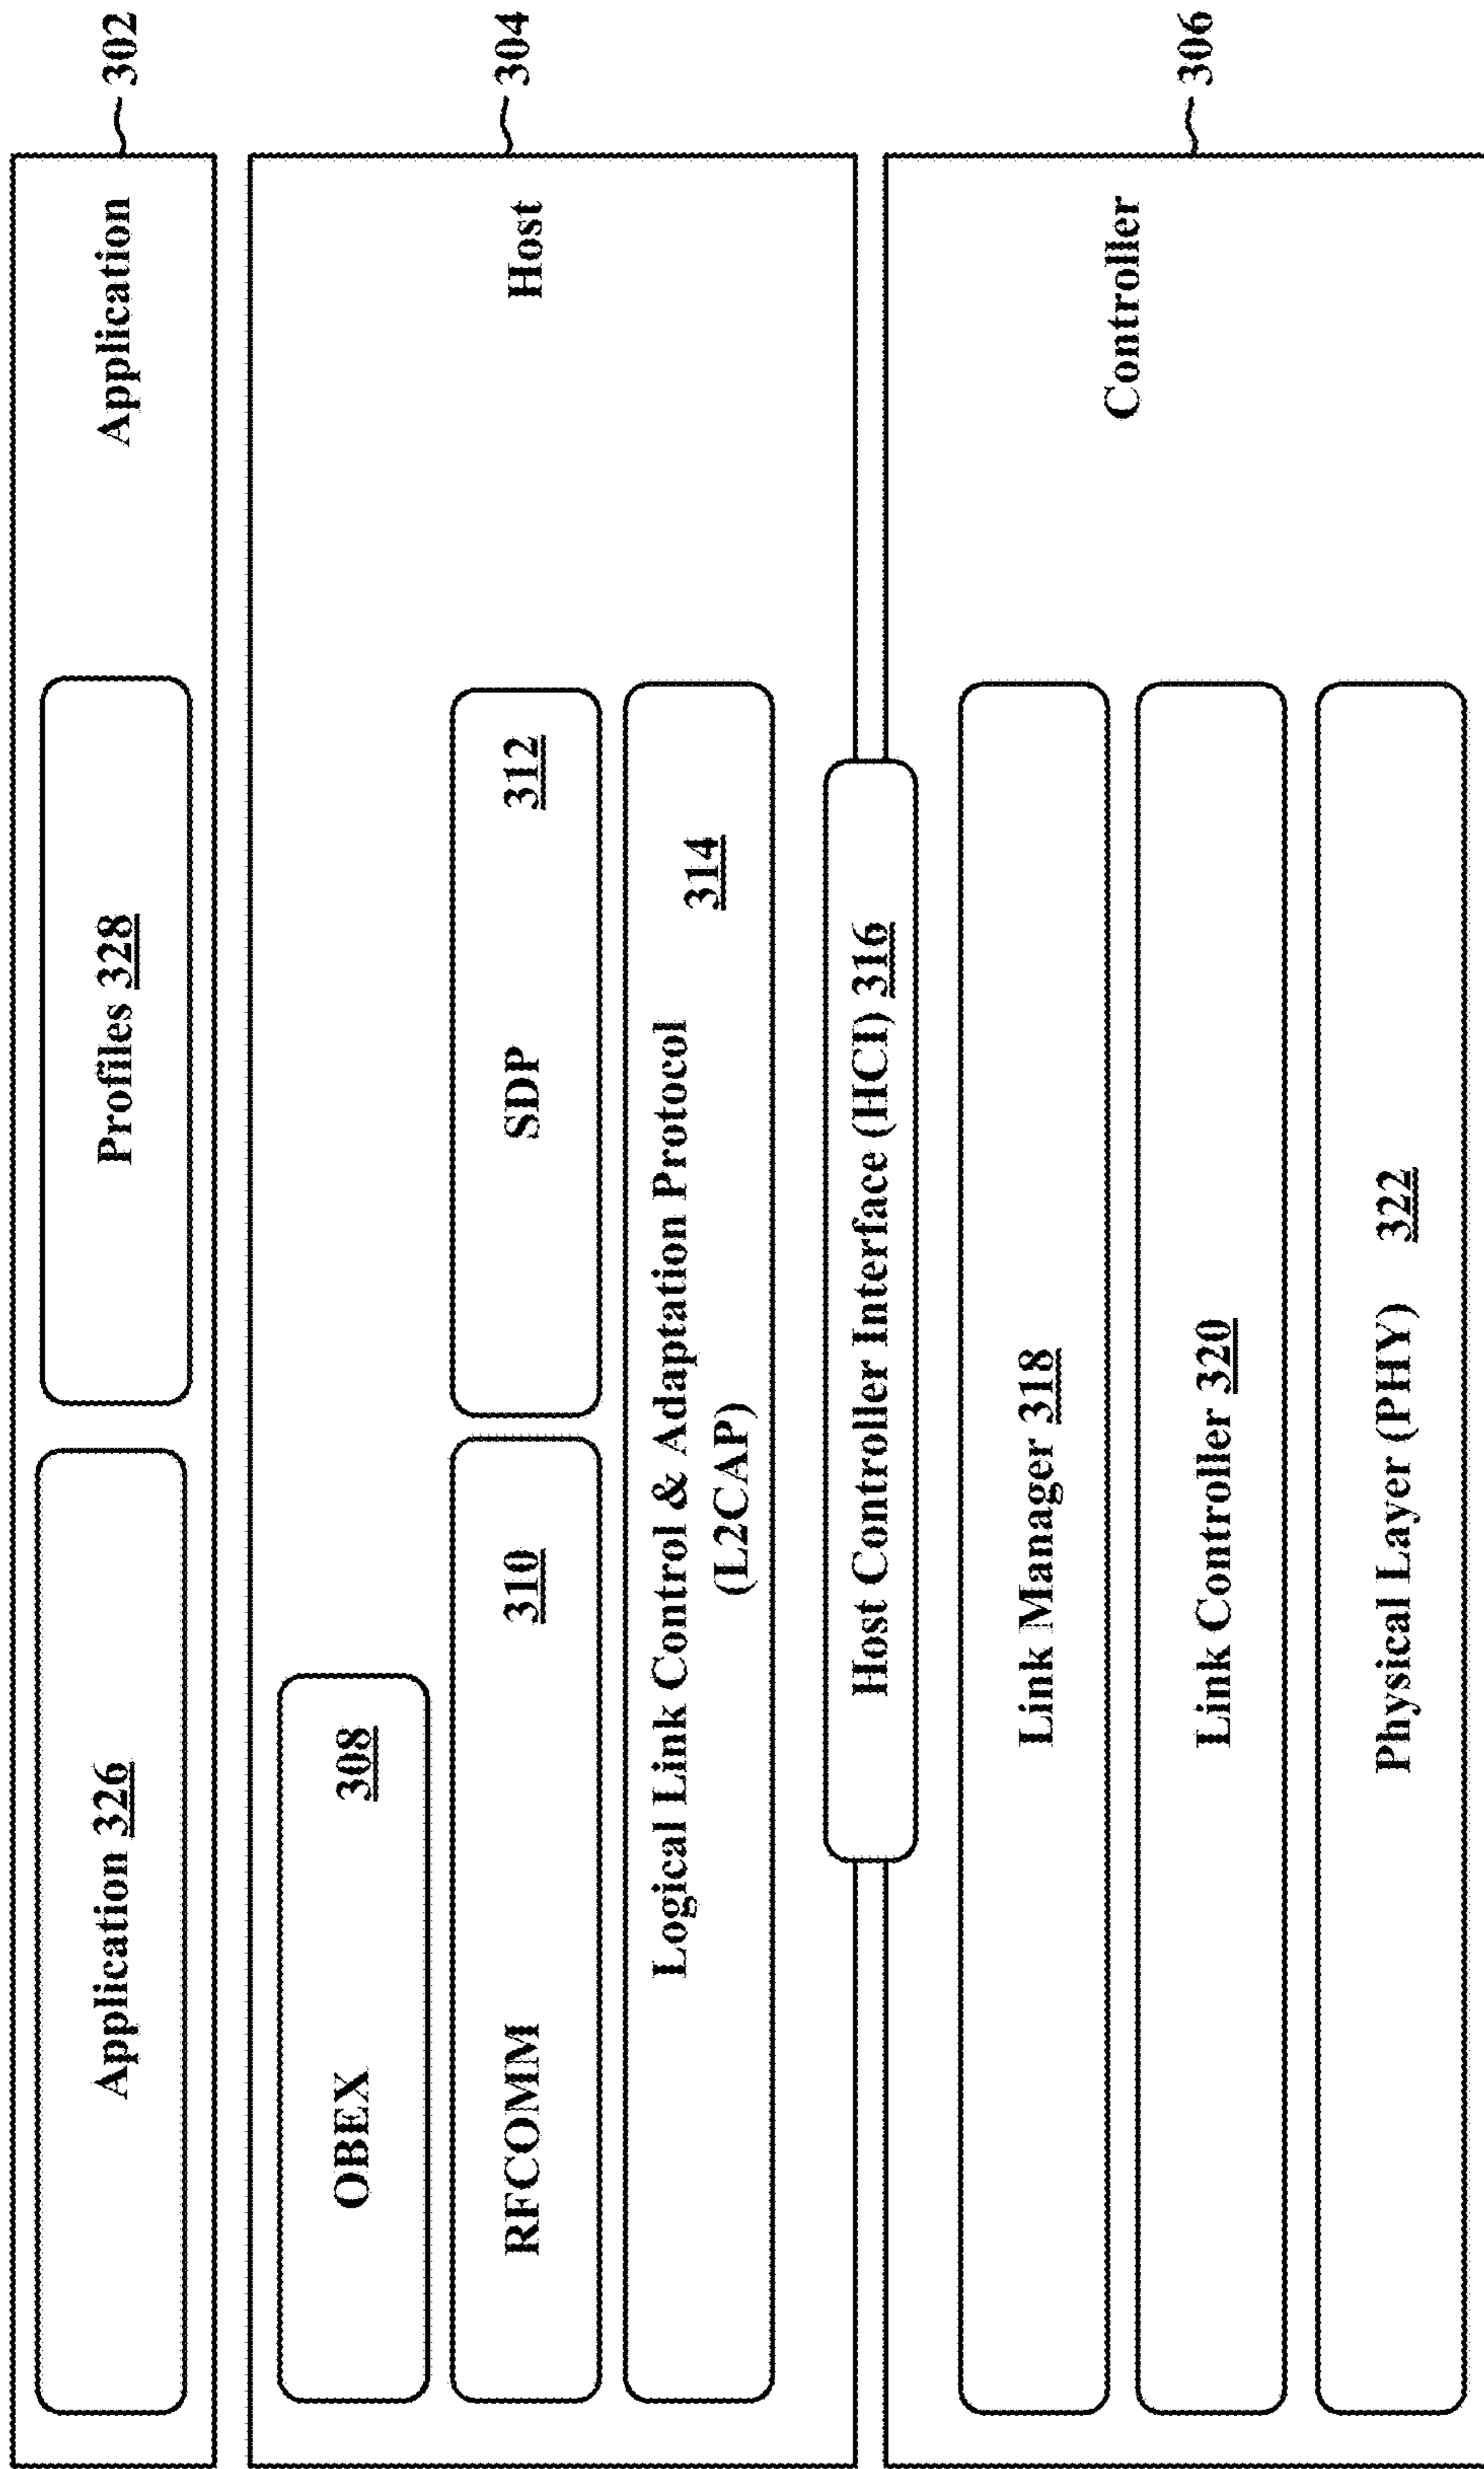 Application 326
Profiles 328
Application
302
OBEX
308
RFCOMM
310
SDP
312
Host
304
Logical Link Control & Adaptation Protocol
(L2CAP)
314
Host Controller Interface (HCI) 316
Link Manager 318
Controller
306
Link Controller 320
Physical Layer (PHY) 322